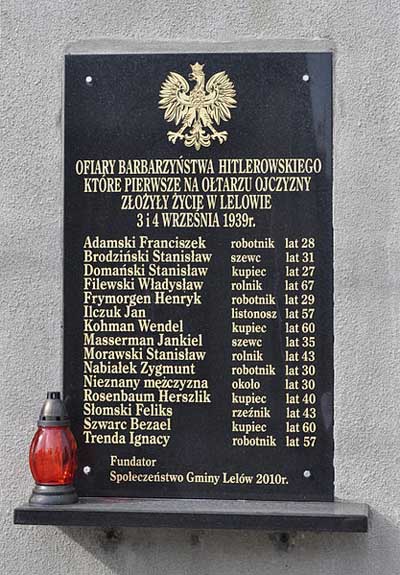 OFIARY BARBARZYŃSTWA HITLEROWSKIEGO
KTÓRE PIERWSZE NA OŁTARZU OJCZYZNY
ZŁOŻYŁY ŻYCIE W LELOWIE
3 i 4 WRZEŚNIA 1939r.
Adamski Franciszek robotnik lat 28
Brodziński Stanisław szewc lat 31
Domański Stanisław kupiec lat 27
Filewski Władysław rolnik lat 67
Frymorgen Henryk robotnik lat 29
Ilczuk Jan listonosz lat 57
Kohman Wendel kupiec lat 60
Masserman Jankiel szewc lat 35
Morawski Stanisław rolnik lat 43
Nabiałek Zygmunt robotnik lat 30
Nieznany mężczyzna około lat 30
Rosenbaum Herszlik kupiec lat 40
Słomski Feliks rzeźnik lat 43
Szwarc Bezael kupiec lat 60
Trenda Ignacy robotnik lat 57
Fundator
Społeczeństwo Gminy Lelów 2010r.